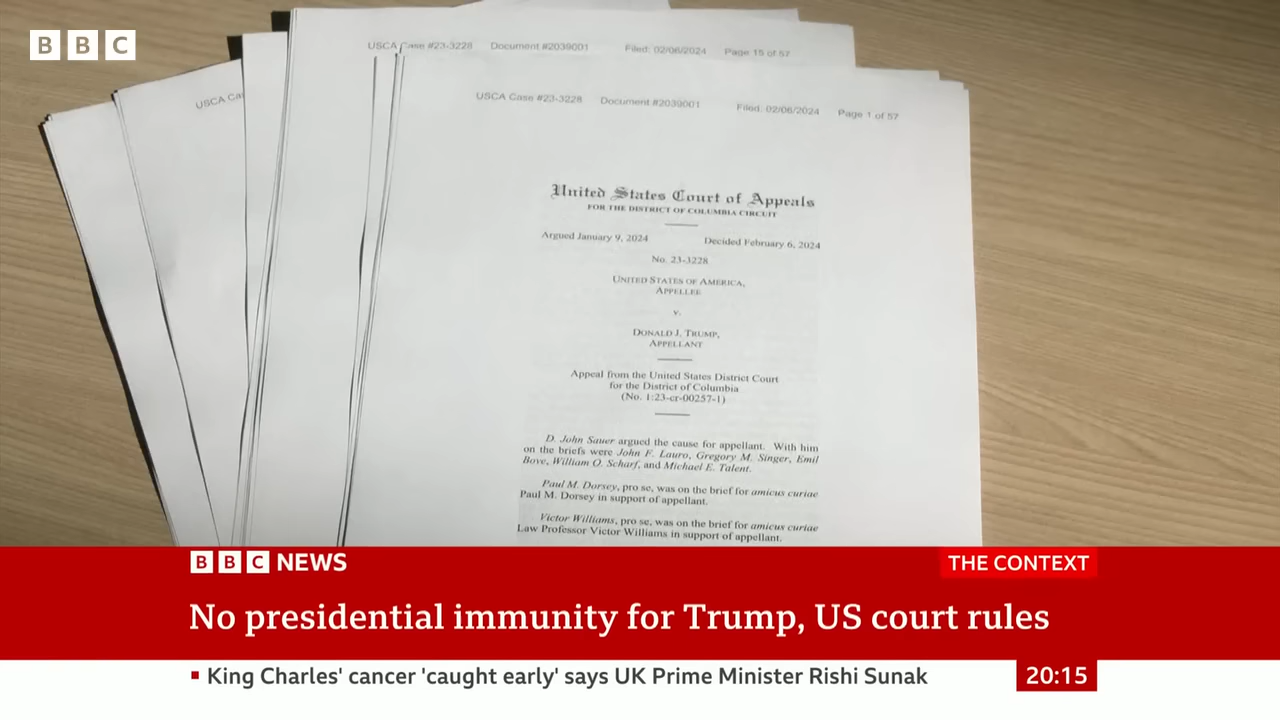 BBC
USCA Case #23-3228 Document #2039001 Filed: 02/06/2024 Page 15 of 57
USCA Ca
USCA Case #23-3228 Document #2039001 Filed: 02/06/2024 Page 1 of 57
United States Court of Appeals
FOR THE DISTRICT OF COLUMBIA CIRCUIT
Argued January 9, 2024 Decided February 6, 2024
No. 23-3228
UNITED STATES OF AMERICA,
APPELLEE
v.
DONALD J. TRUMP,
APPELLANT
Appeal from the United States District Court
for the District of Columbia
(No. 1:23-cr-00257-1)
D. John Sauer argued the cause for appellant. With him
on the briefs were John F. Lauro, Gregory M. Singer, Emil
Bove, William O. Scharf, and Michael E. Talent.
Paul M. Dorsey, pro se, was on the brief for amicus curiae
Paul M. Dorsey in support of appellant.
Victor Williams, pro se, was on the brief for amicus curiae
Law Professor Victor Williams in support of appellant.
BBC NEWS THE CONTEXT
No presidential immunity for Trump, US court rules
King Charles' cancer 'caught early' says UK Prime Minister Rishi Sunak 20:15